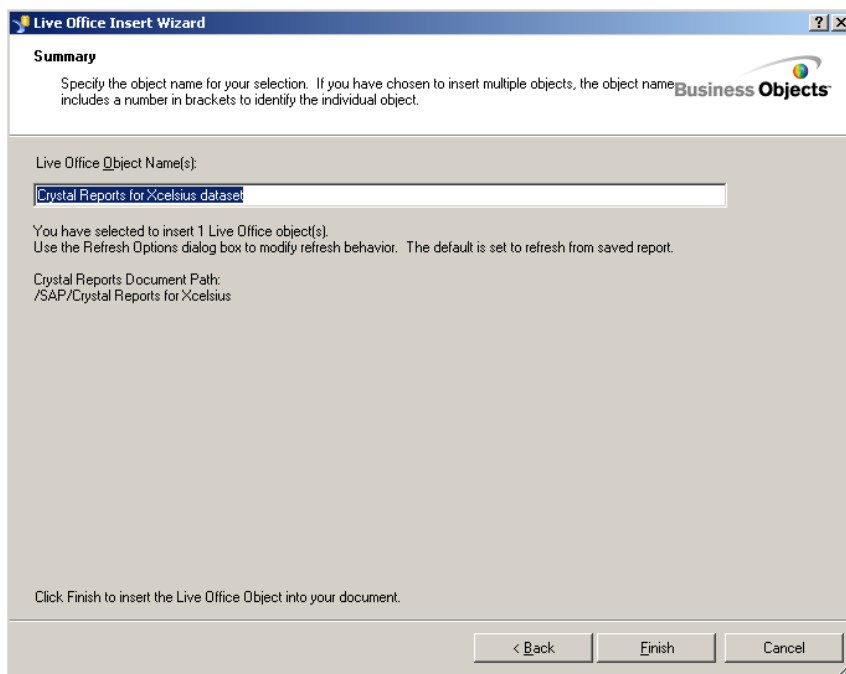 Live Office Insert Wizard
Summary
Specify the object name for your selection. If you have chosen to insert multiple objects, the object name
includes a number in brackets to identify the individual object.
Business Objects
Live Office Object Name(s):
Crystal Reports for Xcelsius dataset
You have selected to insert 1 Live Office object(s).
Use the Refresh Options dialog box to modify refresh behavior. The default is set to refresh from saved report.
Crystal Reports Document Path:
/SAP/Crystal Reports for Xcelsius
Click Finish to insert the Live Office Object into your document.
< Back
Finish
Cancel